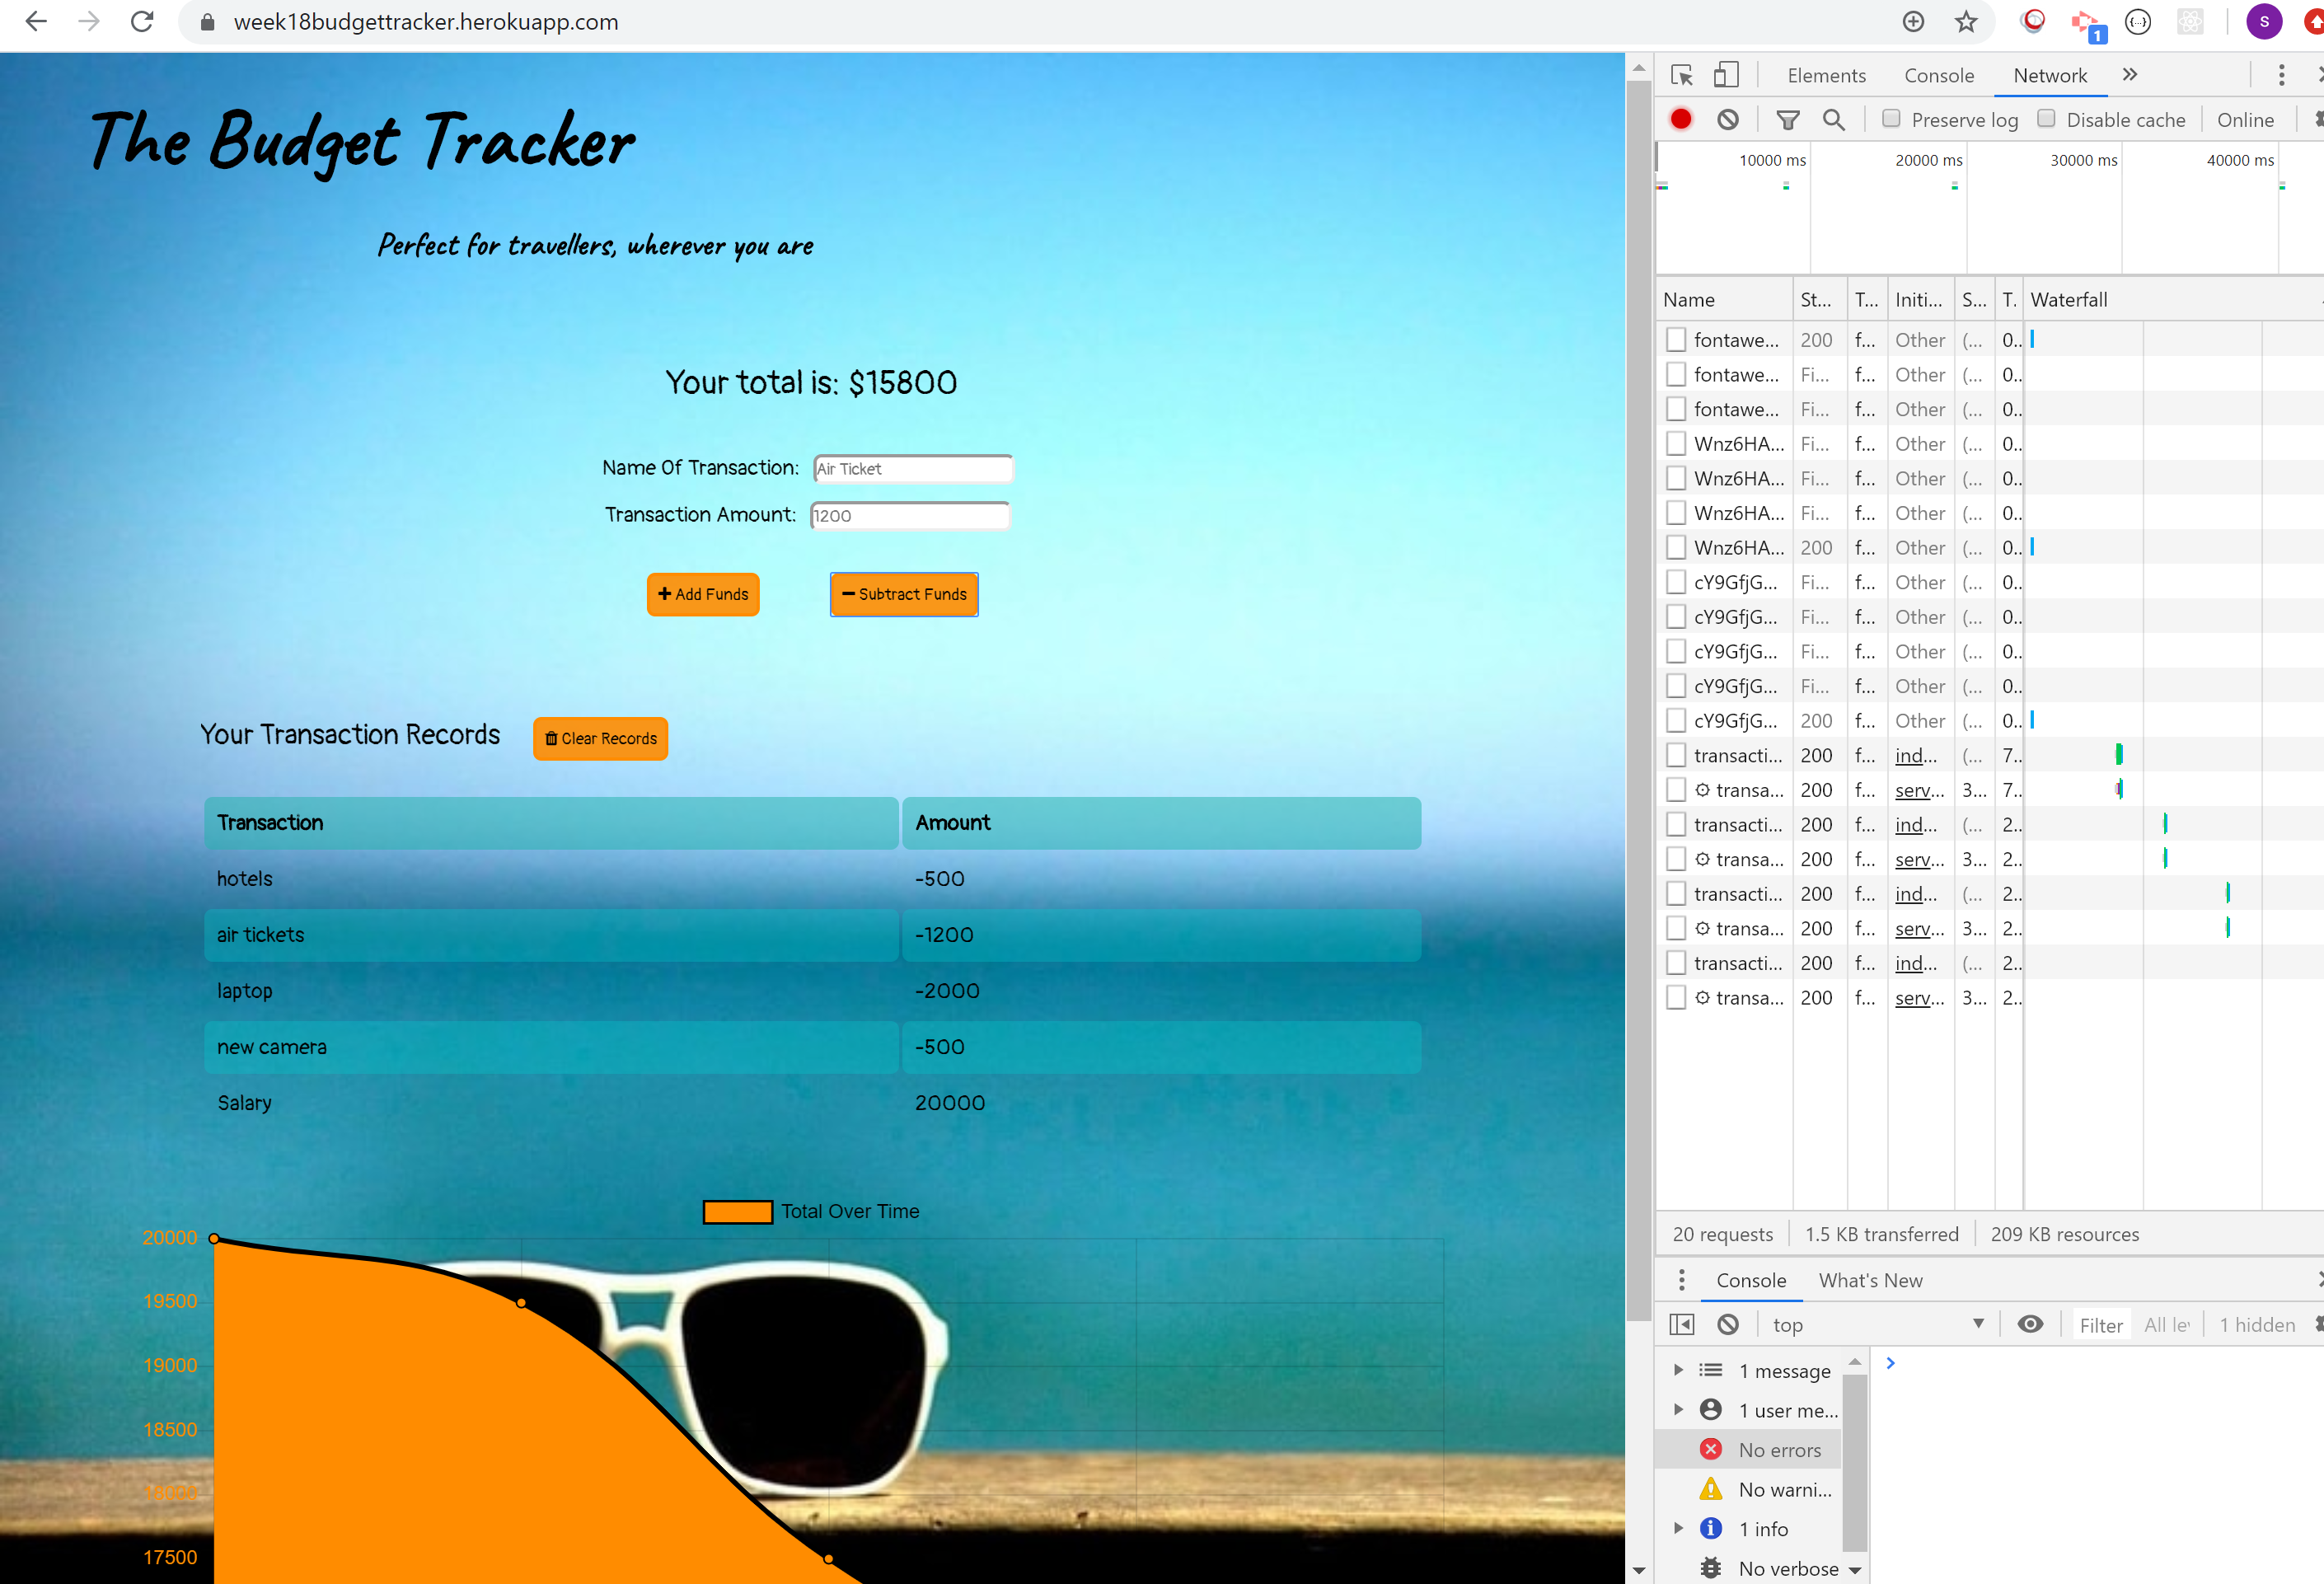 week18budgettracker.herokuapp.com
S
1
The Budget Tracker
Perfect for travellers, wherever you are
Your total is: $15800
Name Of Transaction: Air Ticket
Transaction Amount: 1200
Add Funds Subtract Funds
Your Transaction Records Clear Records
Transaction Amount
hotels -500
air tickets -1200
laptop -2000
new camera -500
Salary 20000
Total Over Time
20000
19500
19000
18500
18000
17500
Elements Console Network
Preserve log Disable cache Online
10000 ms 20000 ms 30000 ms 40000 ms
Name St... T... Initi... S... T. Waterfall
fontawe... 200 f... Other (... 0..
fontawe... Fi... f... Other (... 0..
fontawe... Fi... f... Other (... 0..
Wnz6HA... Fi... f... Other (... 0..
Wnz6HA... Fi... f... Other (... 0..
Wnz6HA... Fi... f... Other (... 0..
Wnz6HA... 200 f... Other (... 0..
cY9GfjG... Fi... f... Other (... 0..
cY9GfjG... Fi... f... Other (... 0..
cY9GfjG... Fi... f... Other (... 0..
cY9GfjG... Fi... f... Other (... 0..
cY9GfjG... 200 f... Other (... 0..
transacti... 200 f... ind... (... 7..
transa... 200 f... serv... 3... 7..
transacti... 200 f... ind... (... 2..
transa... 200 f... serv... 3... 2..
transacti... 200 f... ind... (... 2..
transa... 200 f... serv... 3... 2..
transacti... 200 f... ind... (... 2..
transa... 200 f... serv... 3... 2..
20 requests 1.5 KB transferred 209 KB resources
Console What's New
top Filter All le 1 hidden
1 message
1 user me...
No errors
No warni...
1 info
No verbose